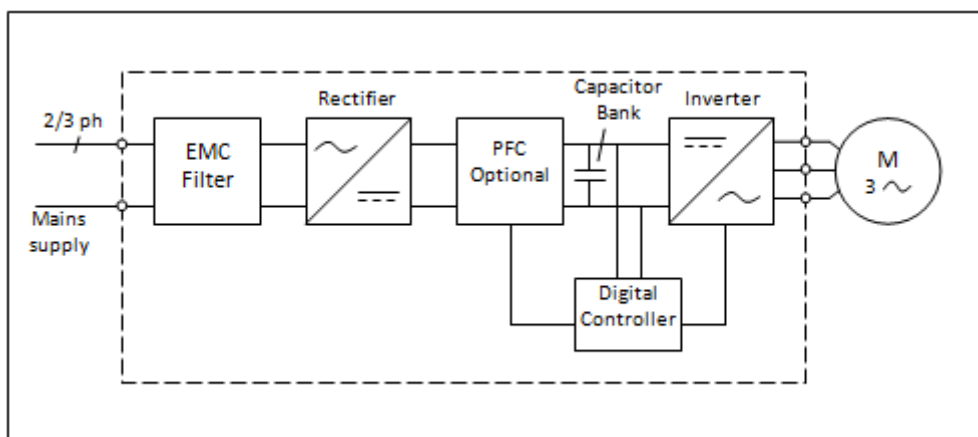 Rectifier
Capacitor
Bank
Inverter
2/3 ph
EMC
Filter
PFC
Optional
M
3
Mains
supply
Digital
Controller